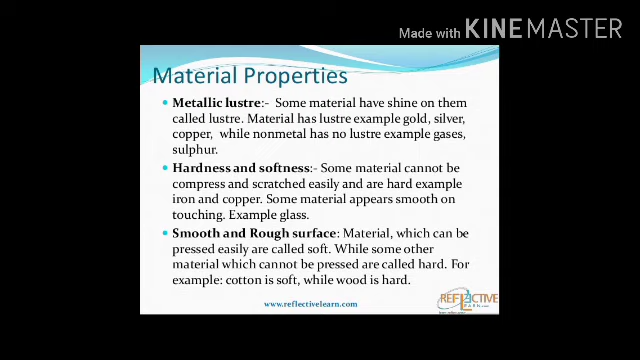 Made with KINEMASTER
Material Properties
• Metallic lustre:- Some material have shine on them
called lustre. Material has lustre example gold, silver,
copper, while nonmetal has no lustre example gases,
sulphur.
• Hardness and softness:- Some material cannot be
compress and scratched easily and are hard example
iron and copper. Some material appears smooth on
touching. Example glass.
• Smooth and Rough surface: Material, which can be
pressed easily are called soft. While some other
material which cannot be pressed are called hard. For
example: cotton is soft, while wood is hard.
www.reflectivelearn.com
REFLECTIVE